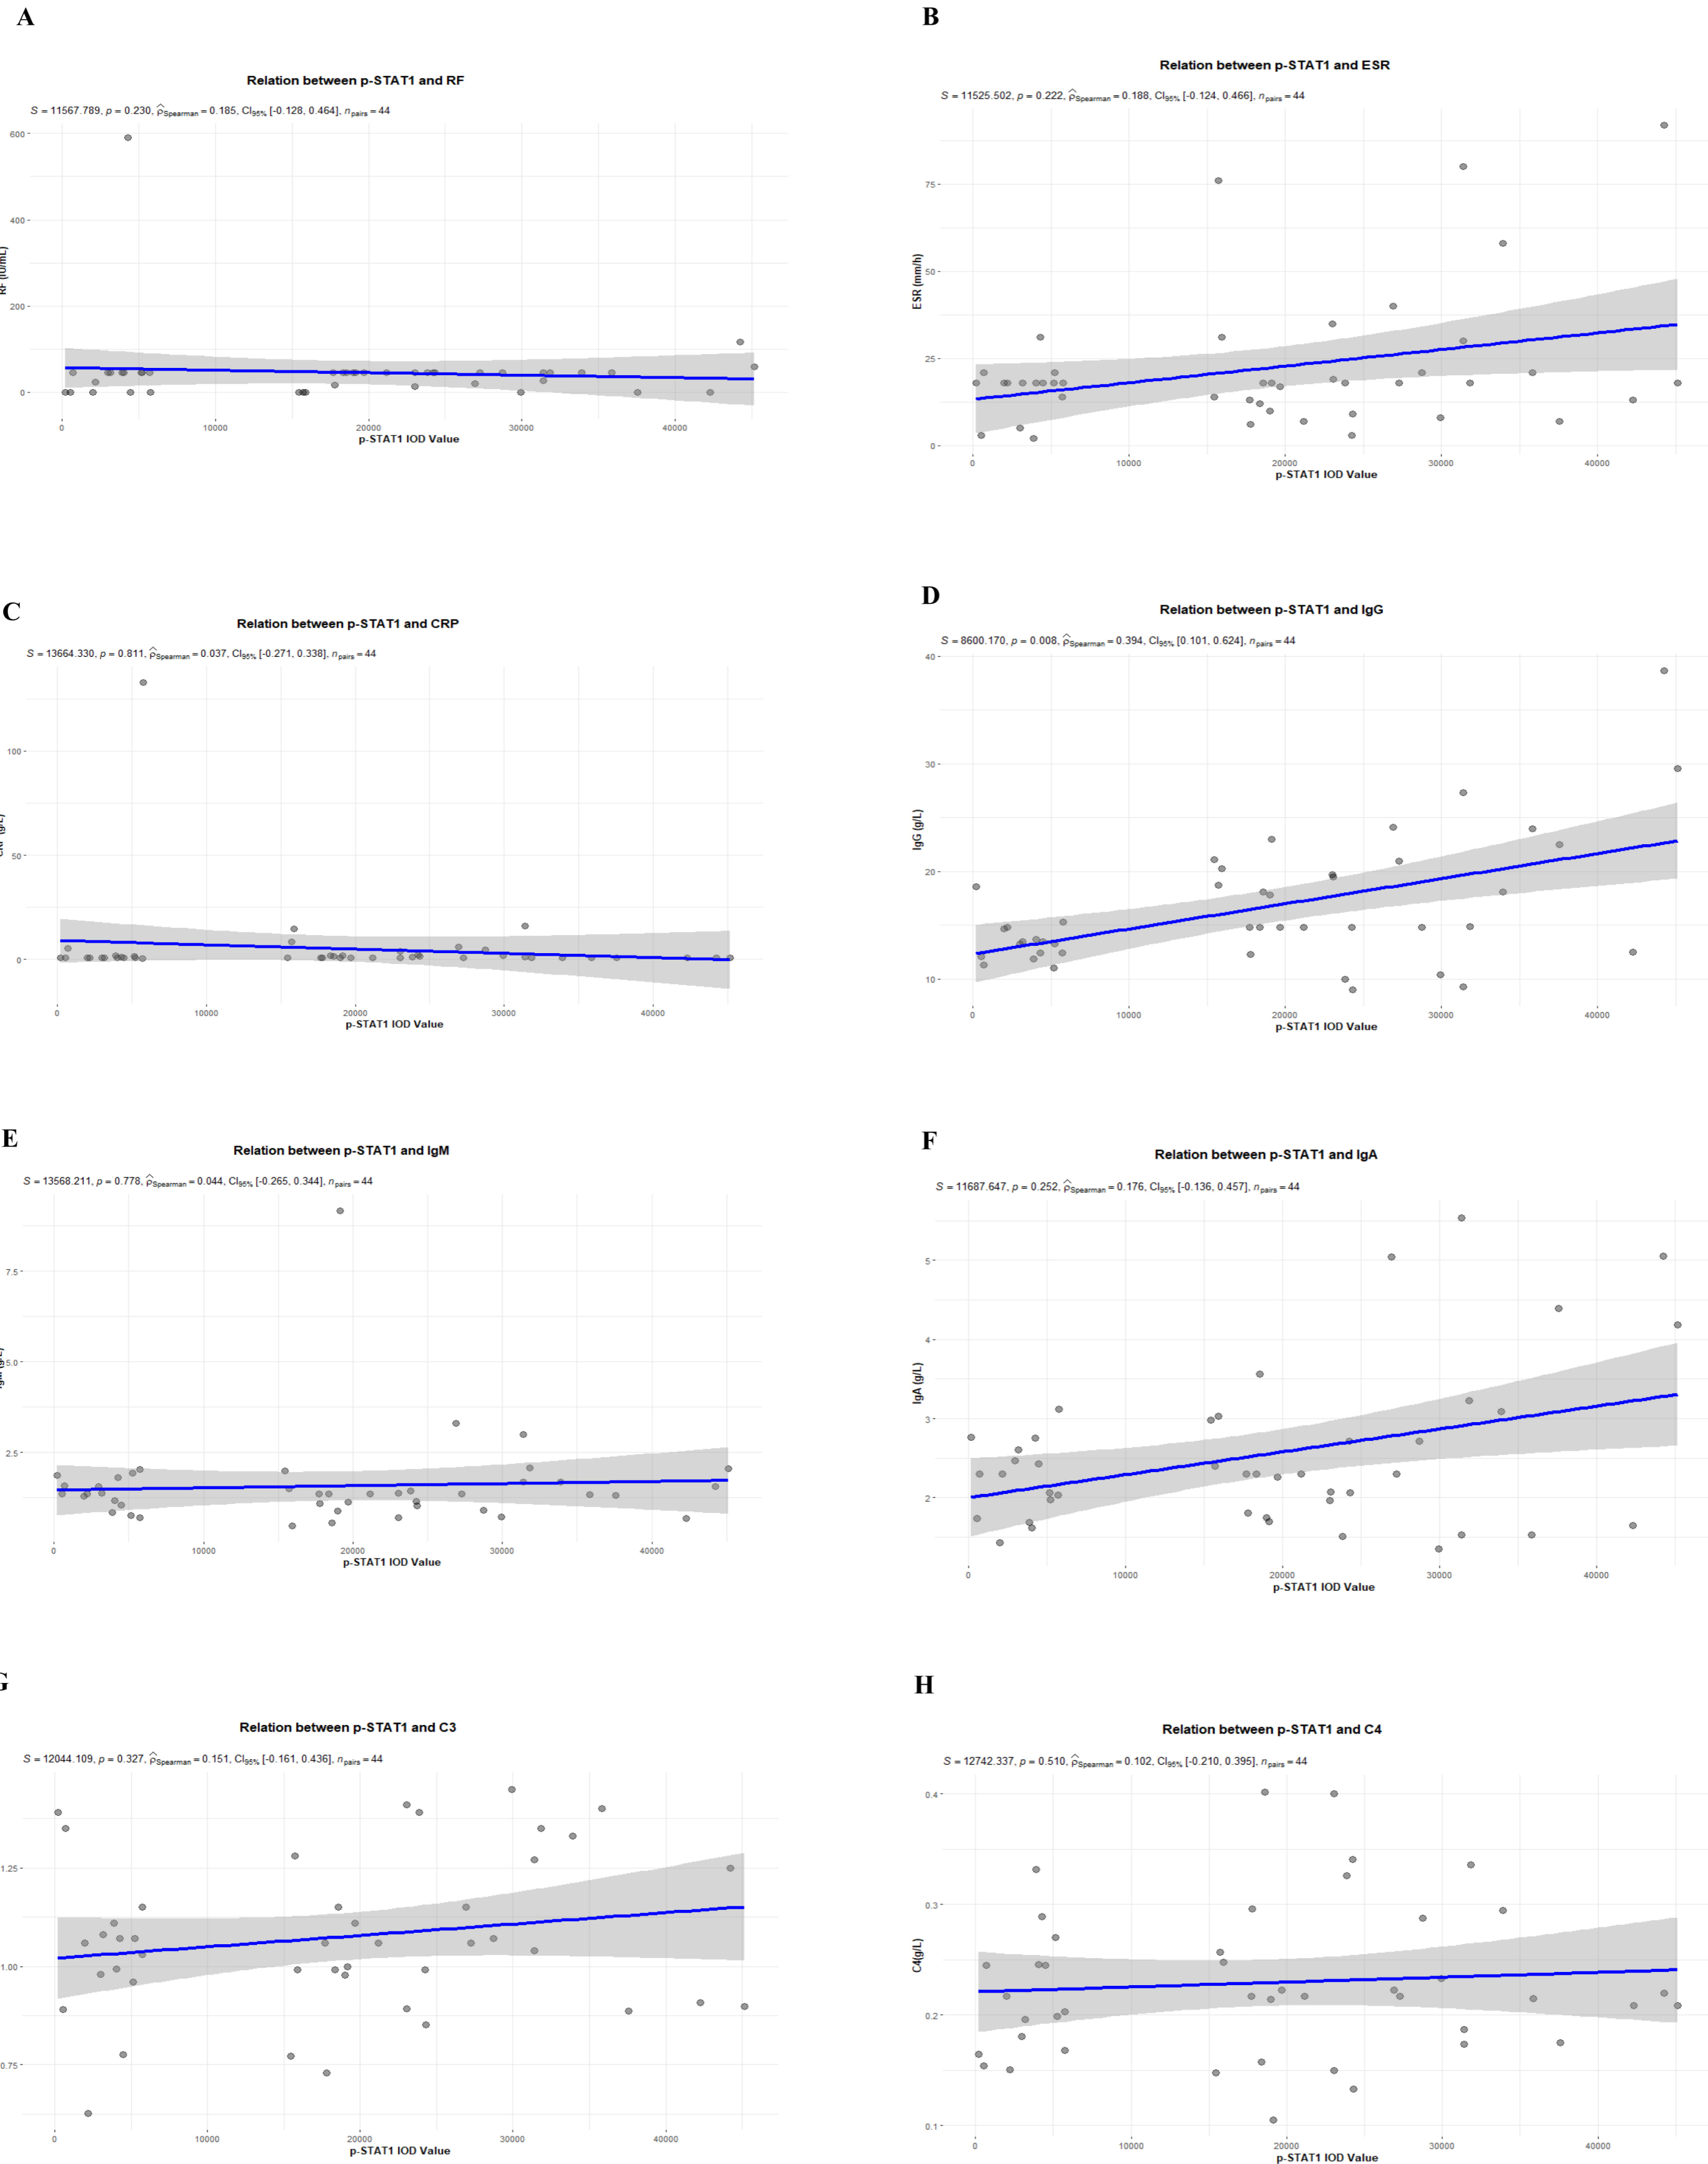 A
Relation between p-STAT1 and RF
S = 11567.789, p = 0.230, ρ̂Spearman = 0.185, CI95% [-0.128, 0.464], npairs = 44
600
400
200
0
RF (IU/mL)
0 10000 20000 30000 40000
p-STAT1 IOD Value
B
Relation between p-STAT1 and ESR
S = 11525.502, p = 0.222, ρ̂Spearman = 0.188, CI95% [-0.124, 0.466], npairs = 44
75
50
25
0
ESR (mm/h)
0 10000 20000 30000 40000
p-STAT1 IOD Value
C
Relation between p-STAT1 and CRP
S = 13664.330, p = 0.811, ρ̂Spearman = 0.037, CI95% [-0.271, 0.338], npairs = 44
100
50
0
CRP (g/L)
0 10000 20000 30000 40000
p-STAT1 IOD Value
D
Relation between p-STAT1 and IgG
S = 8600.170, p = 0.008, ρ̂Spearman = 0.394, CI95% [0.101, 0.624], npairs = 44
40
30
20
10
IgG (g/L)
0 10000 20000 30000 40000
p-STAT1 IOD Value
E
Relation between p-STAT1 and IgM
S = 13568.211, p = 0.778, ρ̂Spearman = 0.044, CI95% [-0.265, 0.344], npairs = 44
7.5
5.0
2.5
IgM (g/L)
0 10000 20000 30000 40000
p-STAT1 IOD Value
F
Relation between p-STAT1 and IgA
S = 11687.647, p = 0.252, ρ̂Spearman = 0.176, CI95% [-0.136, 0.457], npairs = 44
5
4
3
2
IgA (g/L)
0 10000 20000 30000 40000
p-STAT1 IOD Value
G
Relation between p-STAT1 and C3
S = 12044.109, p = 0.327, ρ̂Spearman = 0.151, CI95% [-0.161, 0.436], npairs = 44
1.25
1.00
0.75
0 10000 20000 30000 40000
p-STAT1 IOD Value
H
Relation between p-STAT1 and C4
S = 12742.337, p = 0.510, ρ̂Spearman = 0.102, CI95% [-0.210, 0.395], npairs = 44
0.4
0.3
0.2
0.1
C4(g/L)
0 10000 20000 30000 40000
p-STAT1 IOD Value